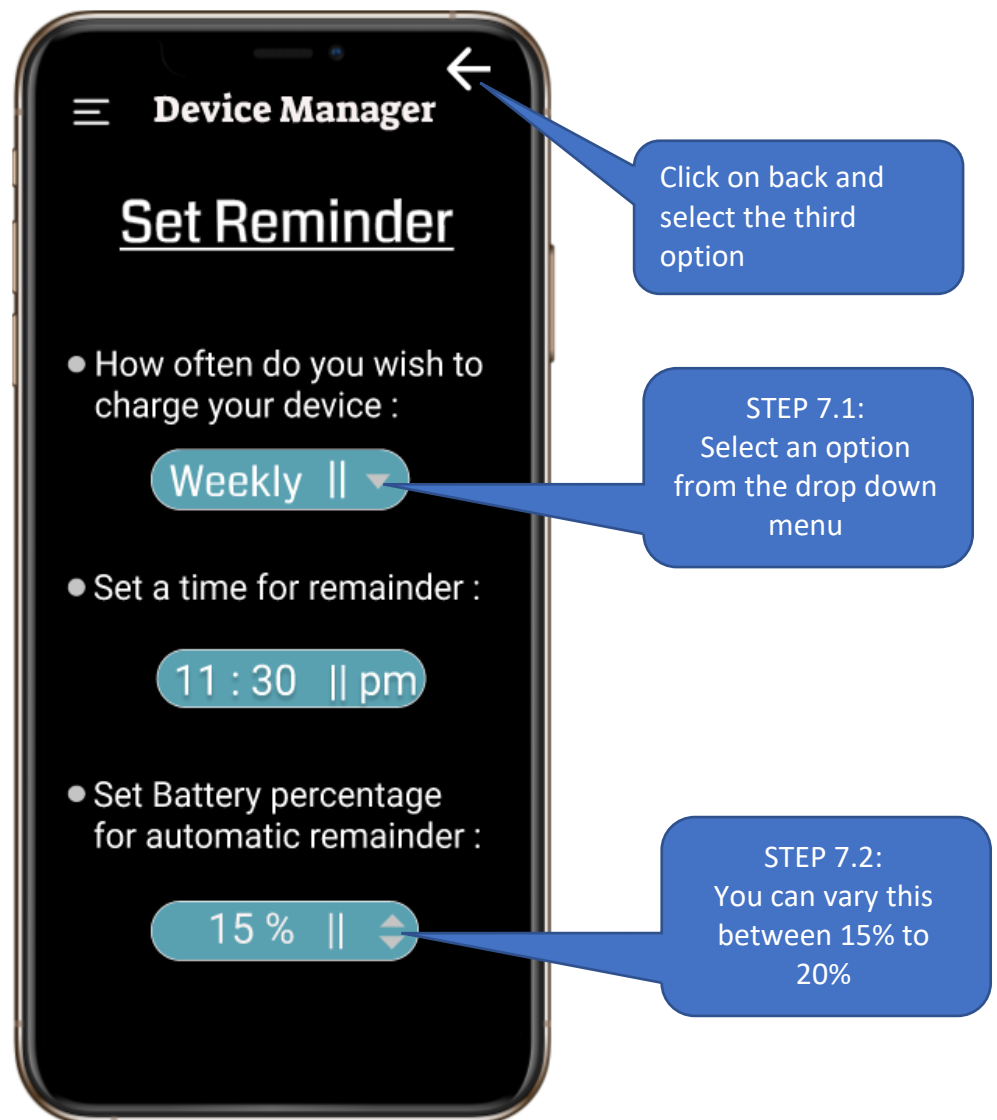 Device Manager
Set Reminder
Click on back and
select the third
option
How often do you wish to
charge your device :
Weekly ||
STEP 7.1:
Select an option
from the drop down
menu
Set a time for remainder :
11 : 30 || pm
Set Battery percentage
for automatic remainder :
15 % ||
STEP 7.2:
You can vary this
between 15% to
20%